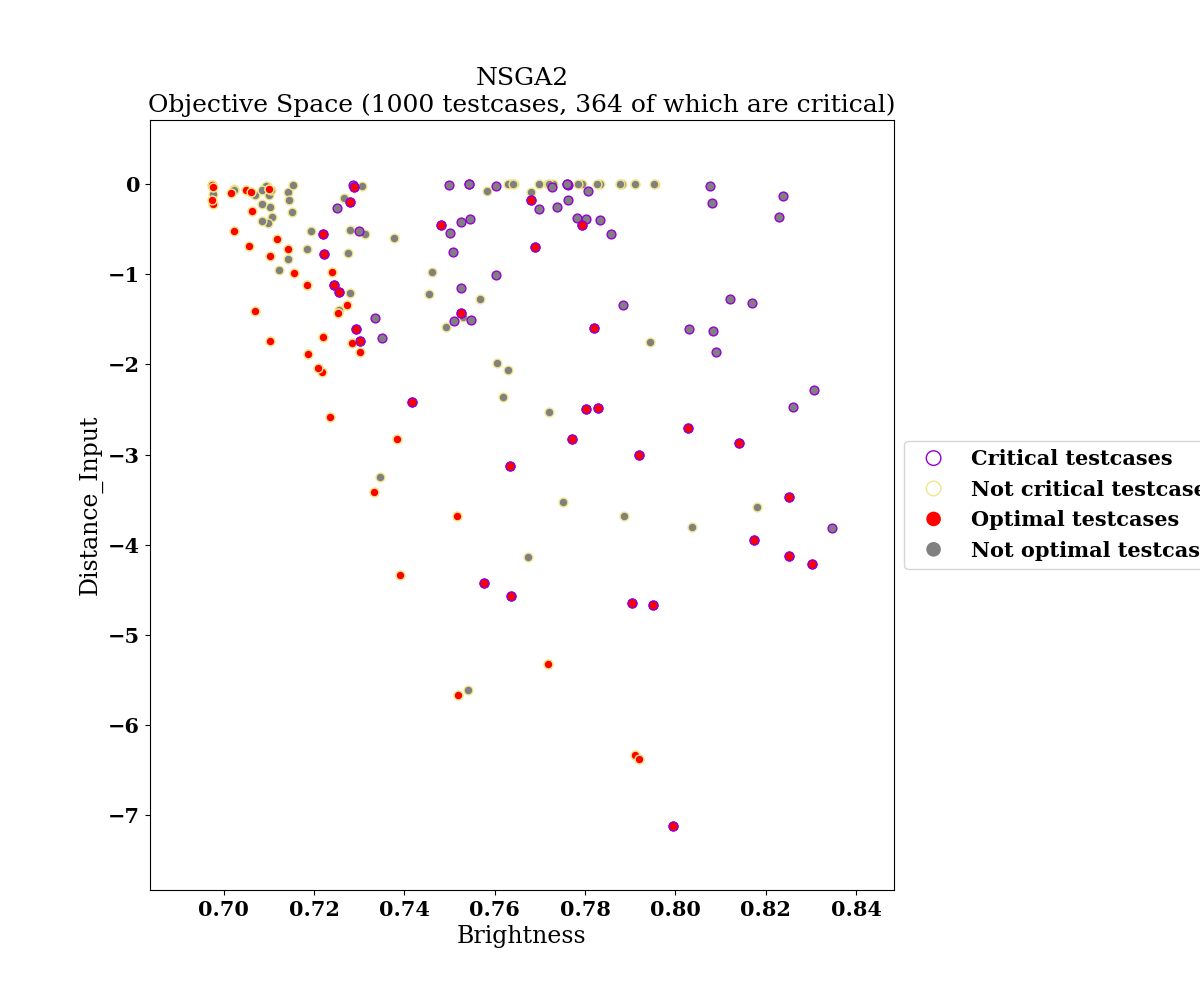 NSGA2
Objective Space (1000 testcases, 364 of which are critical)
0
−1
−2
−3
−4
−5
−6
−7
Distance_Input
0.70 0.72 0.74 0.76 0.78 0.80 0.82 0.84
Brightness
Critical testcases
Not critical testcase
Optimal testcases
Not optimal testcas